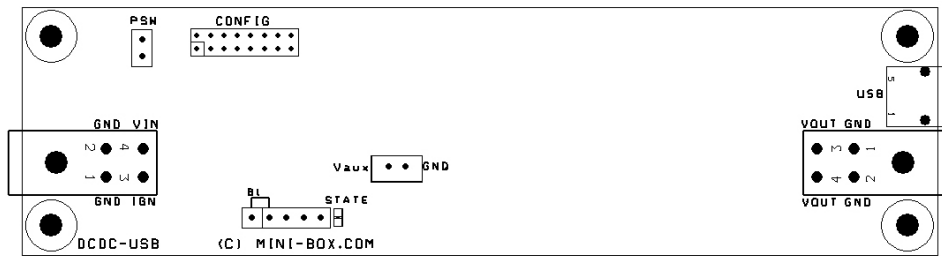 PSW
CONFIG
USB
5
1
GND VIN
2 4
1 3
GND IGN
VOUT GND
3 1
4 2
VOUT GND
Vaux
GND
B1
STATE
DCDC-USB
(C) MINI-BOX.COM